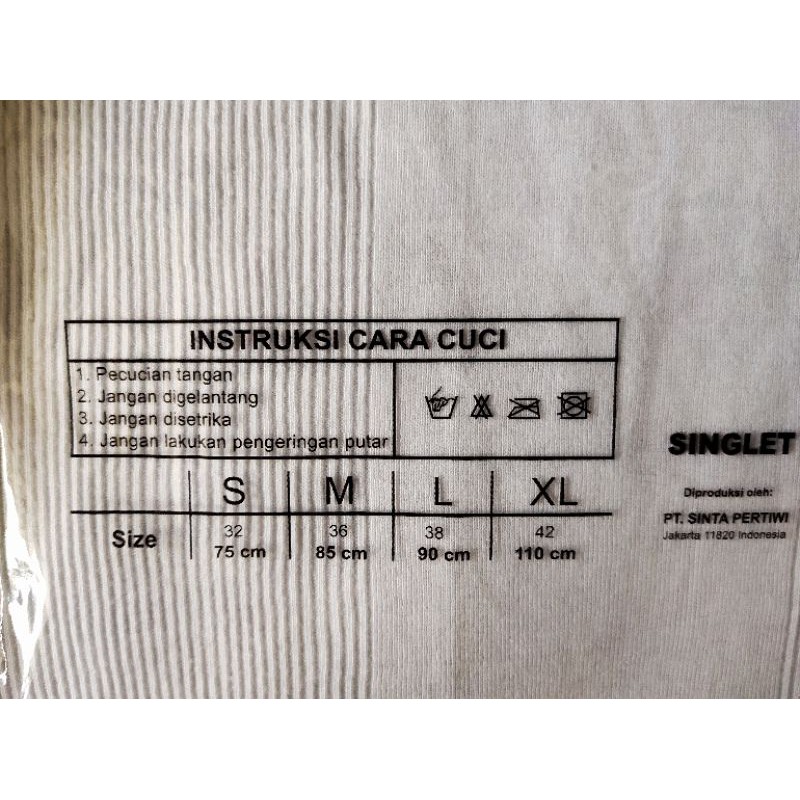 INSTRUKSI CARA CUCI
1. Pecucian tangan
2. Jangan digelantang
3. Jangan disetrika
4. Jangan lakukan pengeringan putar
S M L XL
Size 32 36 38 42
75 cm 85 cm 90 cm 110 cm
SINGLET
Diproduksi oleh:
PT. SINTA PERTIWI
Jakarta 11820 Indonesia